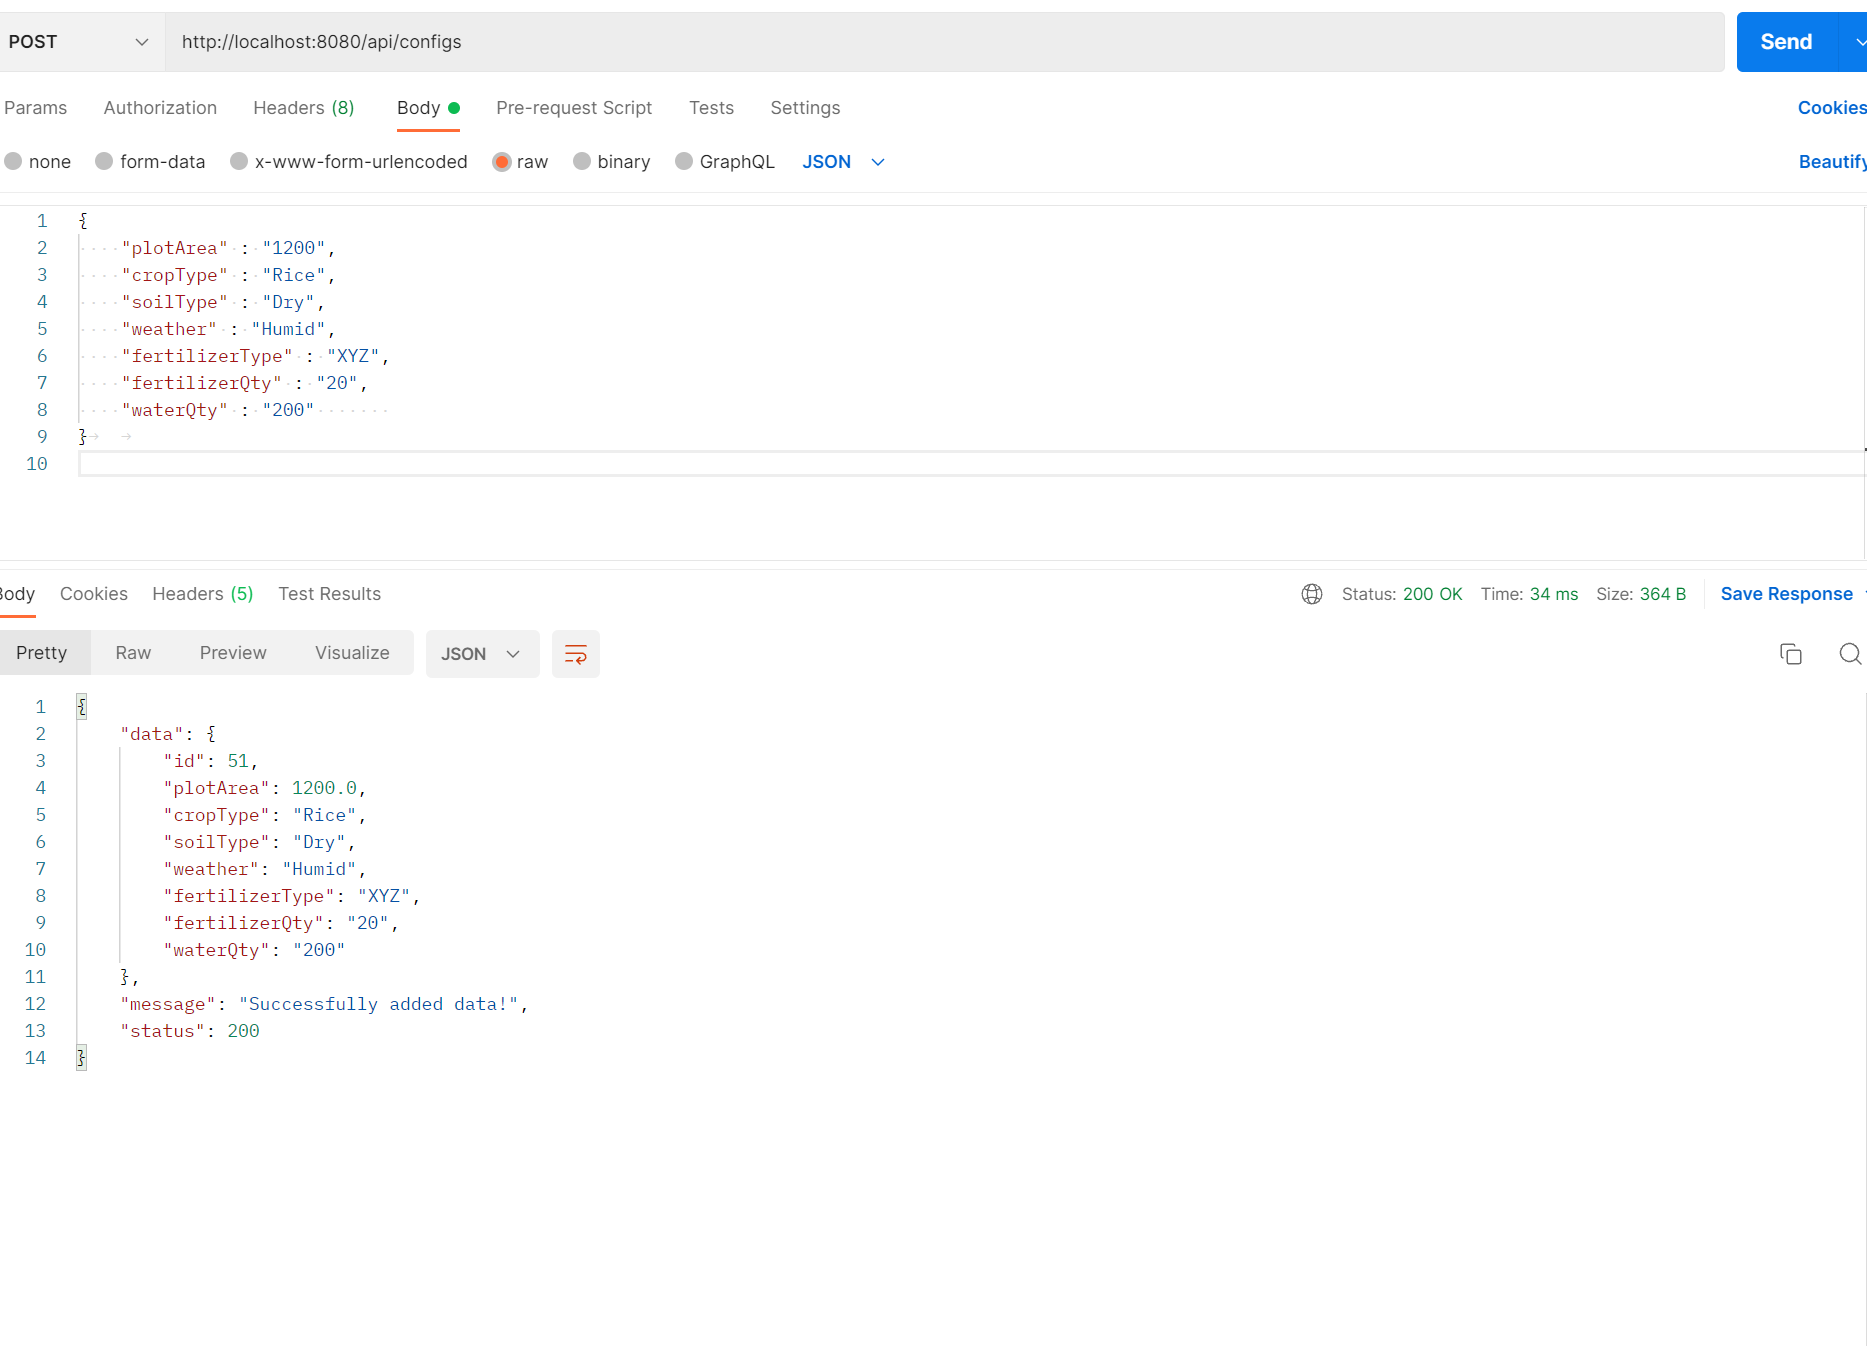 POST http://localhost:8080/api/configs Send
Params Authorization Headers (8) Body Pre-request Script Tests Settings Cookies
none form-data x-www-form-urlencoded raw binary GraphQL JSON Beautify
1 {
2 "plotArea" : "1200",
3 "cropType" : "Rice",
4 "soilType" : "Dry",
5 "weather" : "Humid",
6 "fertilizerType" : "XYZ",
7 "fertilizerQty" : "20",
8 "waterQty" : "200"
9 }
10
Body Cookies Headers (5) Test Results Status: 200 OK Time: 34 ms Size: 364 B Save Response
Pretty Raw Preview Visualize JSON
1 {
2 "data": {
3 "id": 51,
4 "plotArea": 1200.0,
5 "cropType": "Rice",
6 "soilType": "Dry",
7 "weather": "Humid",
8 "fertilizerType": "XYZ",
9 "fertilizerQty": "20",
10 "waterQty": "200"
11 },
12 "message": "Successfully added data!",
13 "status": 200
14 }